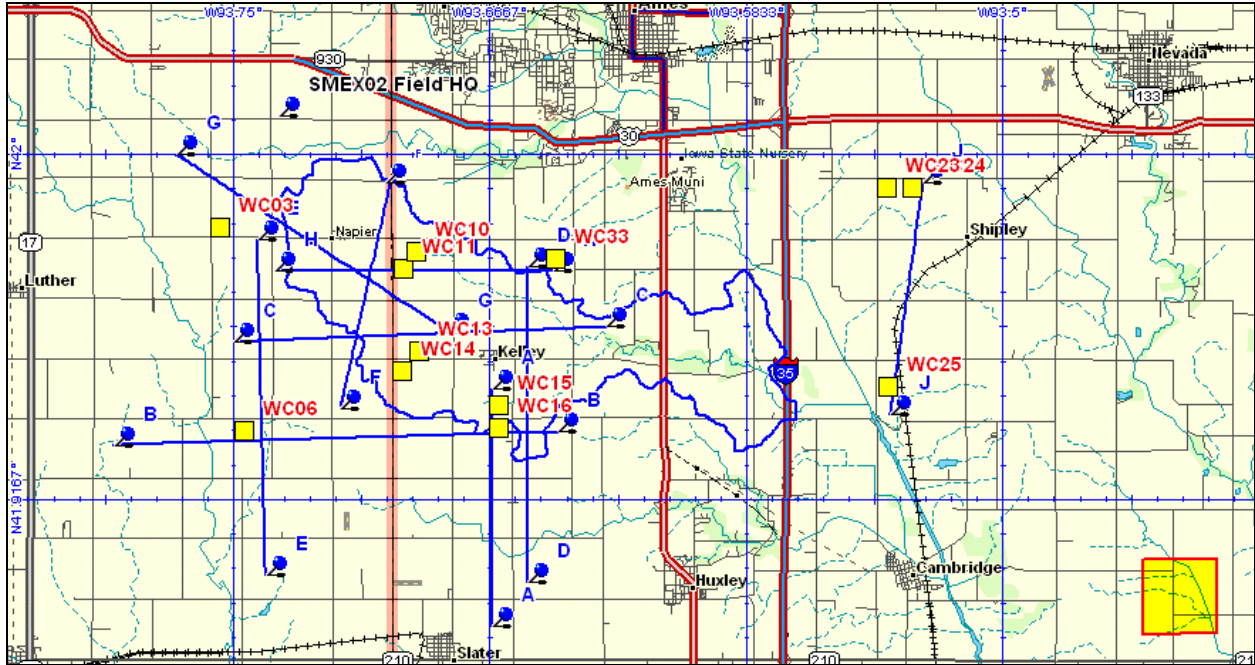 W93.75°
W93.6667°
Ames
W93.5833°
W93.5°
Nevada
930
SMEX02 Field HQ
133
G
30
Iowa State Nursery
N42°
F
J
WC23:24
Ames Muni
WC03
E
Napier
WC10
17
H
WC11
D
WC33
Shipley
Luther
C
G
C
WC13
Kelley
WC14
A
35
WC25
F
WC15
J
B
WC06
WC16
B
N41.9167°
E
D
Huxley
Cambridge
A
Slater
210
210